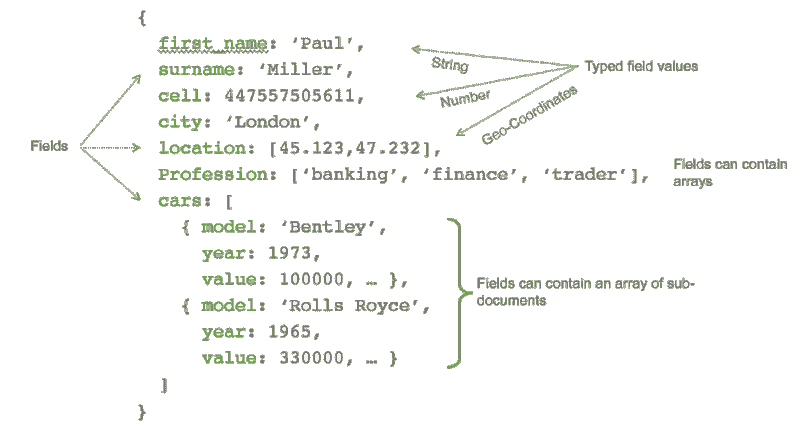 {
first_name: ‘Paul’,
surname: ‘Miller’,
cell: 447557505611,
city: ‘London’,
location: [45.123,47.232],
Profession: [‘banking’, ‘finance’, ‘trader’],
cars: [
{ model: ‘Bentley’,
year: 1973,
value: 100000, … },
{ model: ‘Rolls Royce’,
year: 1965,
value: 330000, … }
]
}
Fields
String
Number
Geo-Coordinates
Typed field values
Fields can contain
arrays
Fields can contain an array of sub-
documents